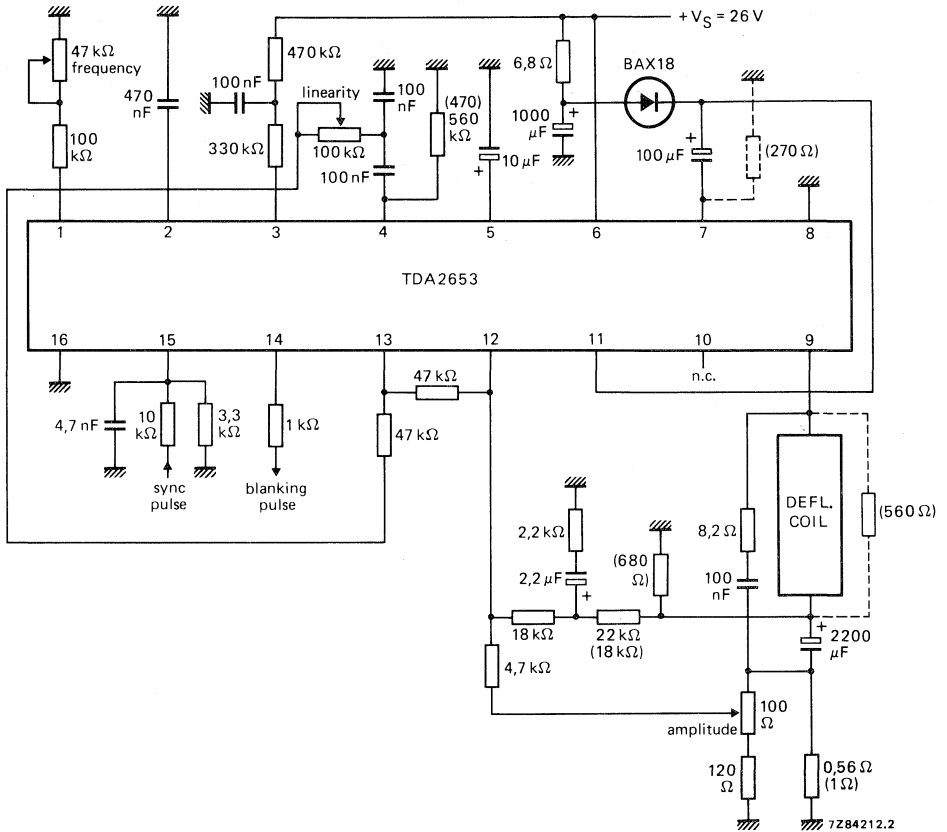 +VS = 26 V
47 kΩ
frequency
470 kΩ
6,8 Ω
BAX18
100 nF
470
nF
linearity
100
nF
(470)
560
kΩ
1000
μF
100
kΩ
330 kΩ
100 kΩ
100 nF
+
10 μF
+
+
100 μF
(270 Ω)
1
2
3
4
5
6
7
8
TDA2653
16
15
14
13
12
11
10
9
n.c.
47 kΩ
4,7 nF
10
kΩ
3,3
kΩ
1 kΩ
47 kΩ
sync
pulse
blanking
pulse
DEFL.
COIL
(560 Ω)
2,2 kΩ
8,2 Ω
(680
Ω)
2,2 μF
+
100
nF
18 kΩ
22 kΩ
(18 kΩ)
+
2200
μF
4,7 kΩ
100
Ω
amplitude
120
Ω
0,56 Ω
(1 Ω)
7Z84212.2